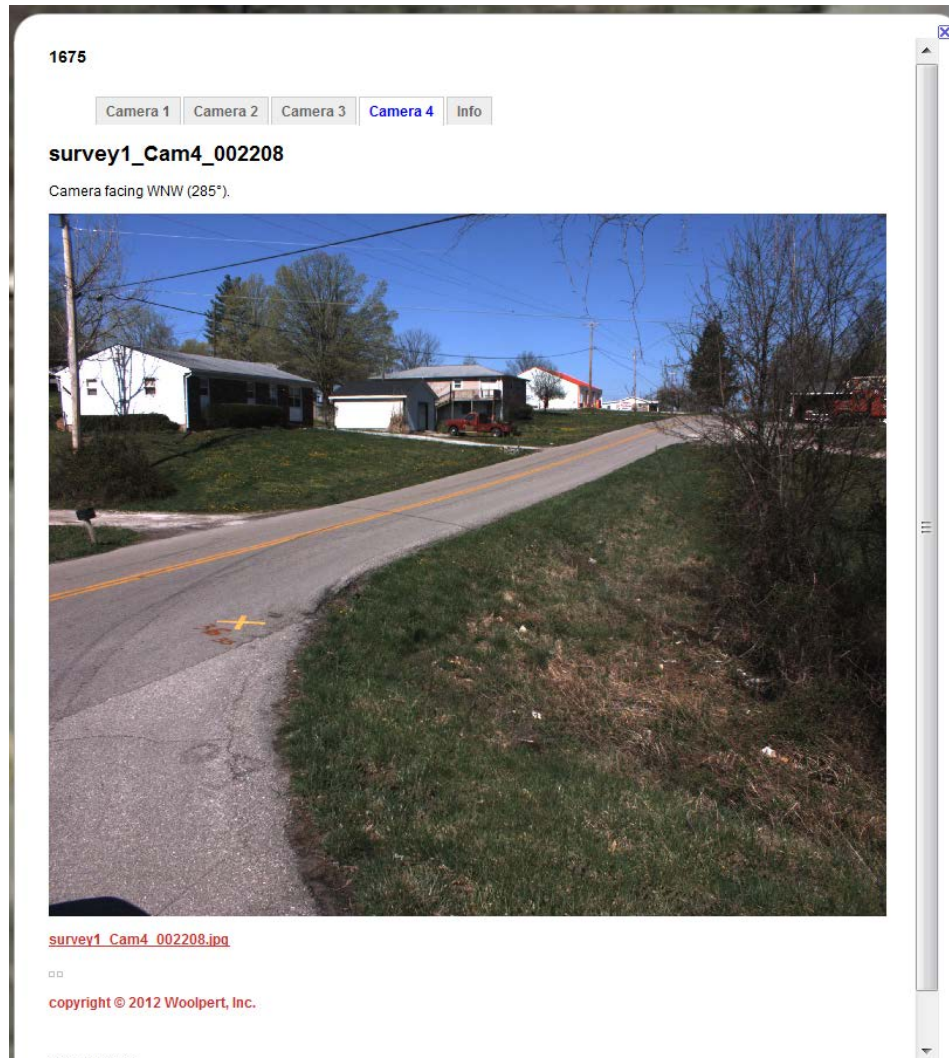 1675
Camera 1 Camera 2 Camera 3 Camera 4 Info
survey1_Cam4_002208
Camera facing WNW (285°).
survey1_Cam4_002208.jpg
copyright © 2012 Woolpert, Inc.